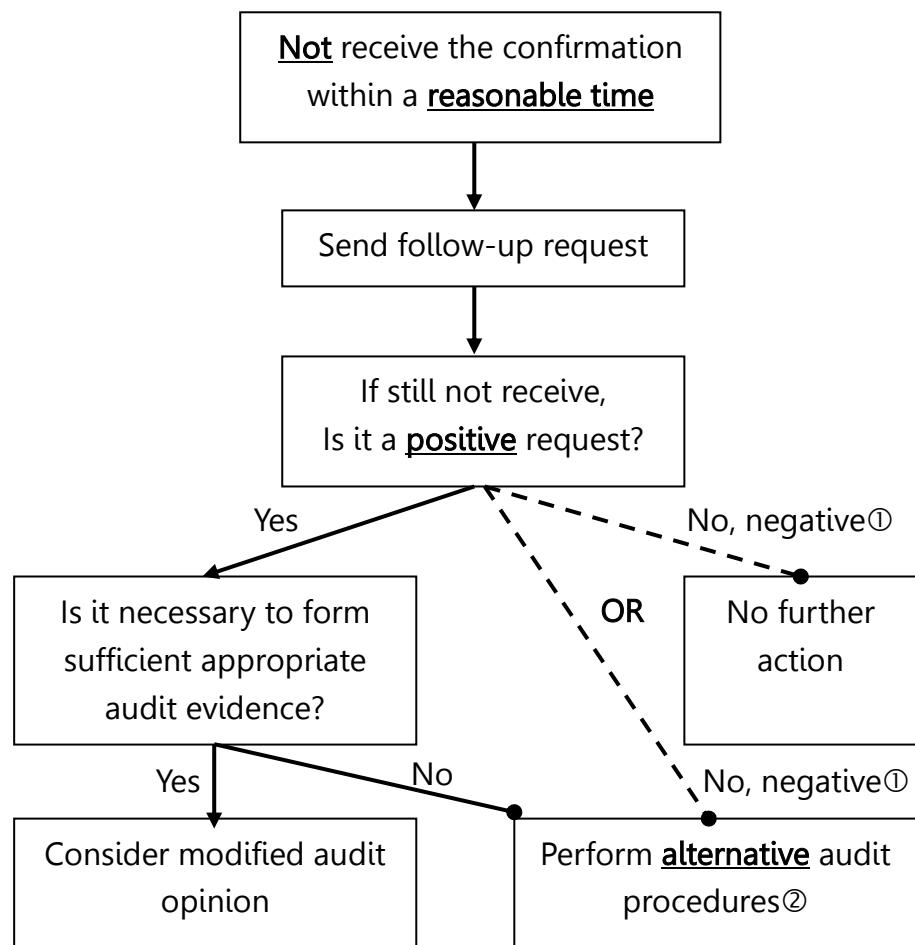 Not receive the confirmation
within a reasonable time
Send follow-up request
If still not receive,
Is it a positive request?
Yes
No, negative①
Is it necessary to form
sufficient appropriate
audit evidence?
OR
No further
action
Yes
No
No, negative①
Consider modified audit
opinion
Perform alternative audit
procedures②